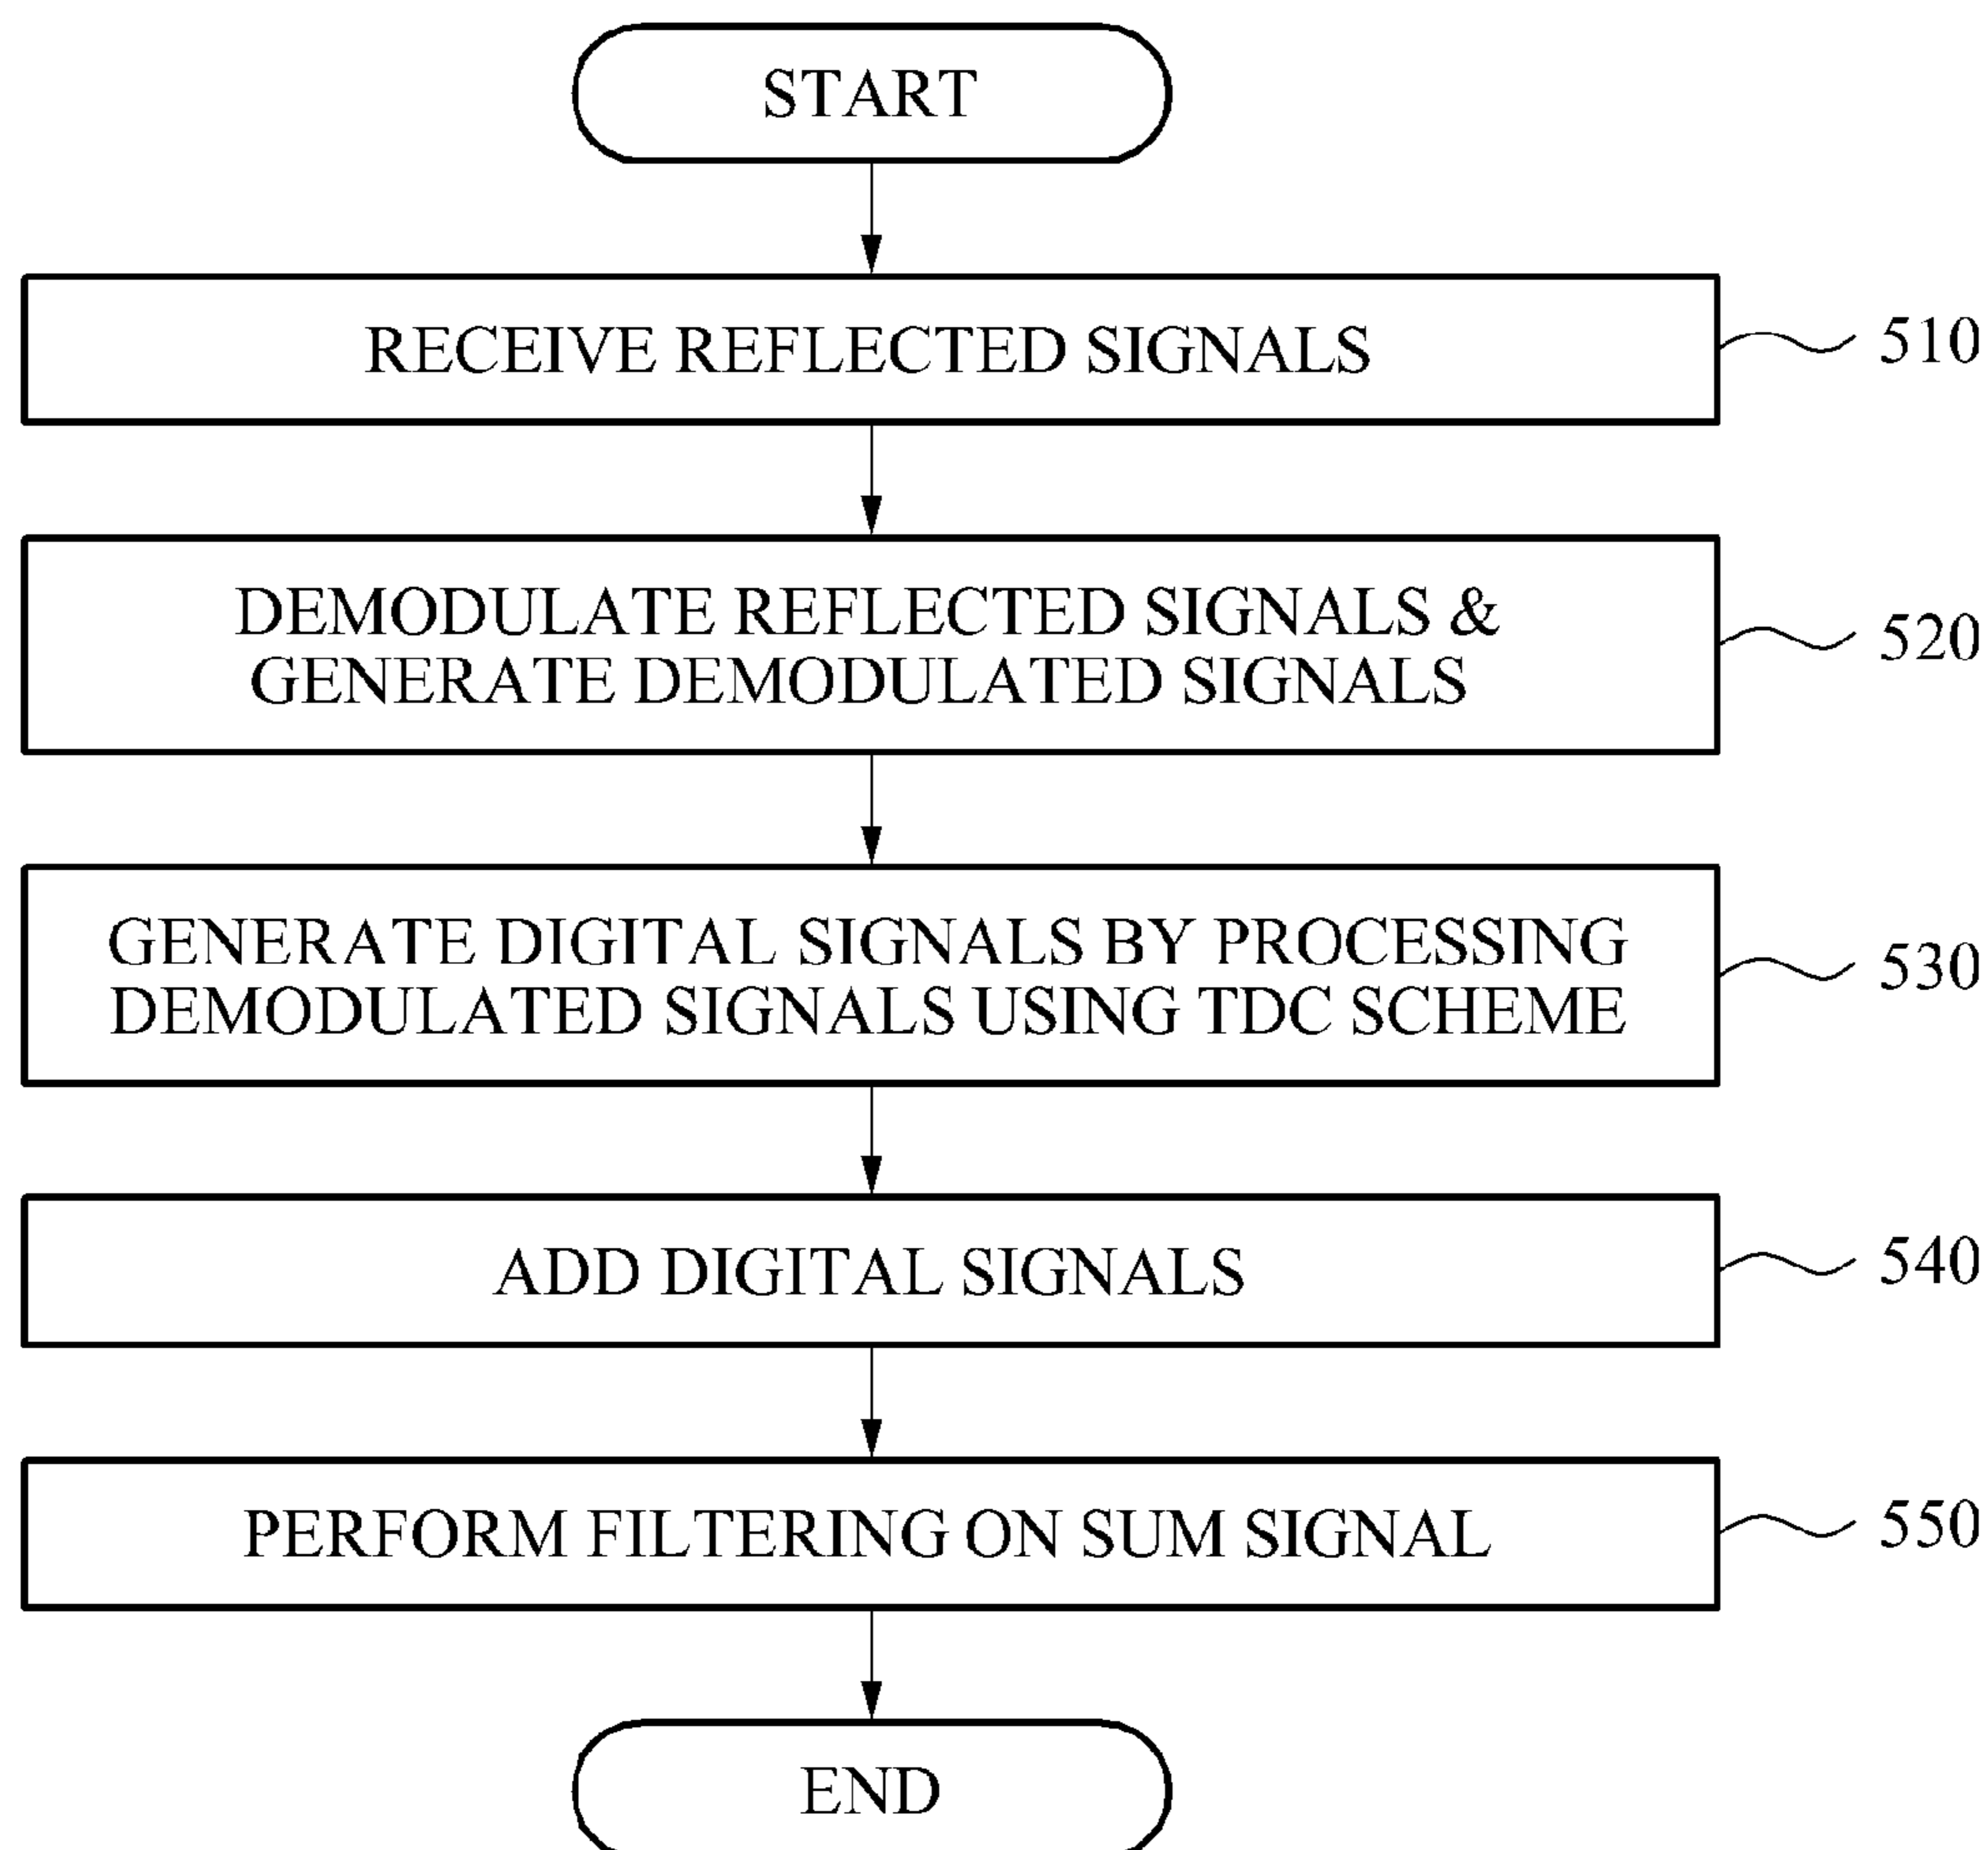 START
RECEIVE REFLECTED SIGNALS
510
DEMODULATE REFLECTED SIGNALS &
GENERATE DEMODULATED SIGNALS
520
GENERATE DIGITAL SIGNALS BY PROCESSING
DEMODULATED SIGNALS USING TDC SCHEME
530
ADD DIGITAL SIGNALS
540
PERFORM FILTERING ON SUM SIGNAL
550
END